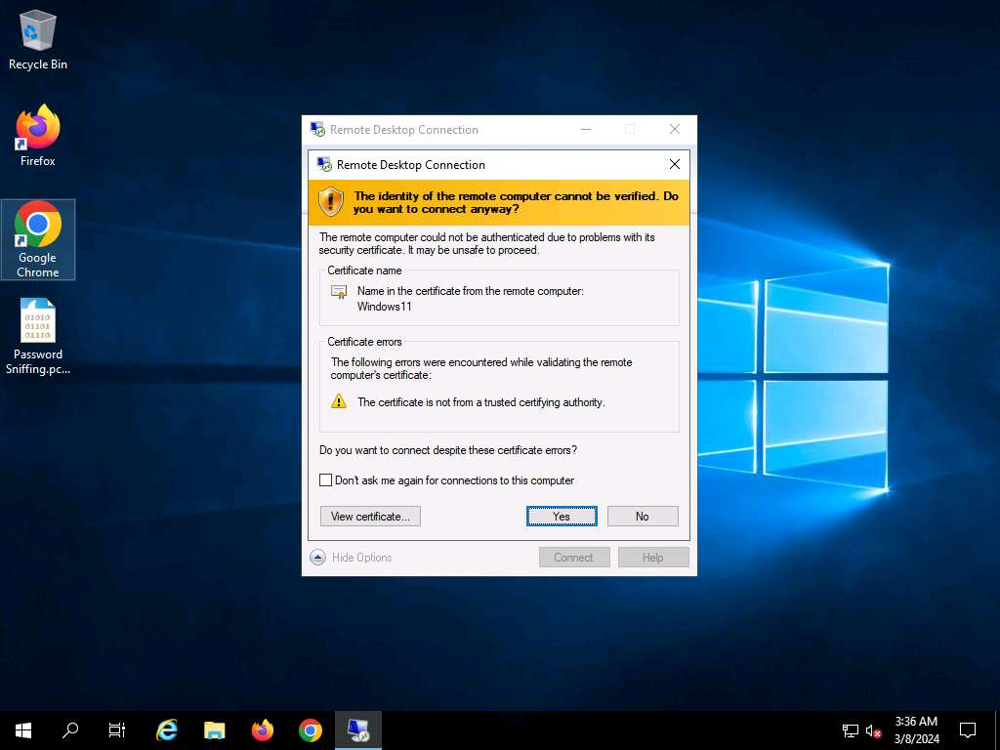 Recycle Bin
Firefox
Google
Chrome
01010
01101
01110
Password
Sniffing.pc...
Remote Desktop Connection
Remote Desktop Connection
The identity of the remote computer cannot be verified. Do
you want to connect anyway?
The remote computer could not be authenticated due to problems with its
security certificate. It may be unsafe to proceed.
Certificate name
Name in the certificate from the remote computer:
Windows11
Certificate errors
The following errors were encountered while validating the remote
computer's certificate:
The certificate is not from a trusted certifying authority.
Do you want to connect despite these certificate errors?
Don't ask me again for connections to this computer
View certificate...
Yes
No
Hide Options
Connect
Help
3:36 AM
3/8/2024